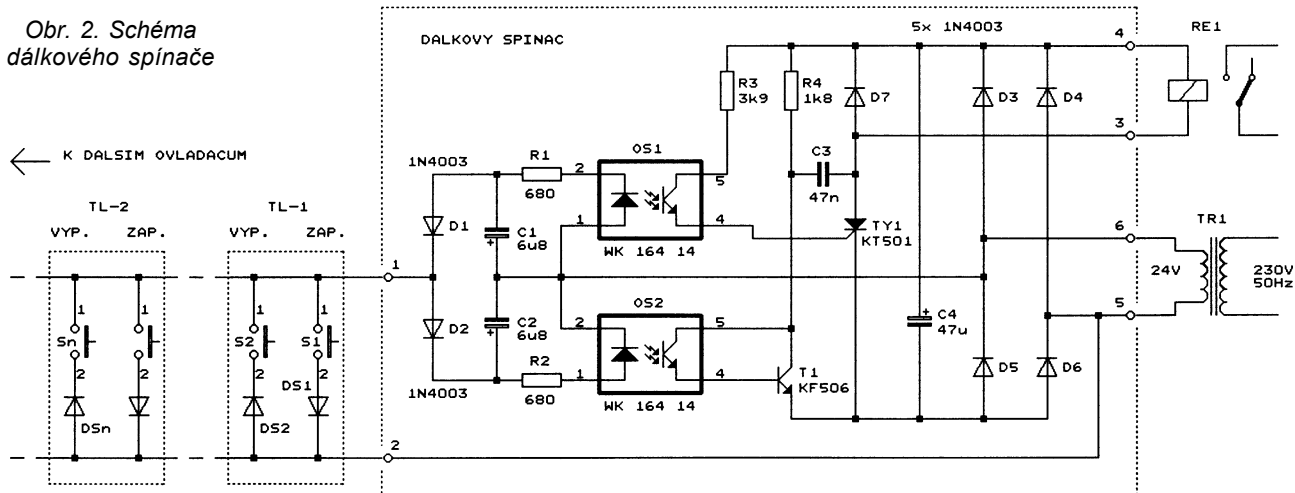 Obr. 2. Schéma
dálkového spínače
DALKOVY SPINAC
5x 1N4003
4
RE1
R3
3k9
R4
1k8
D7
D3
D4
3
K DALSIM OVLADACUM
1N4003
R1
680
2
OS1
5
C3
47n
D1
C1
6u8
+
1
4
WK 164 14
TY1
KT501
6
TR1
TL-2
VYP.
ZAP.
TL-1
VYP.
ZAP.
1
24V
230V
50Hz
5
1
1
1
1
Sn
S2
S1
2
2
2
2
DSn
DS2
DS1
D2
C2
6u8
+
R2
680
1N4003
OS2
2
5
1
4
WK 164 14
T1
KF506
+
C4
47u
D5
D6
2